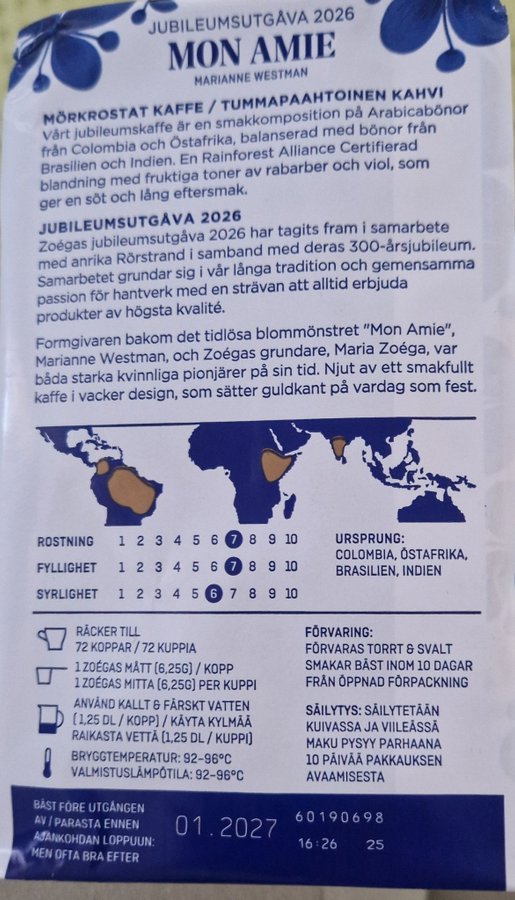 JUBILEUMSUTGÅVA 2026
MON AMIE
MARIANNE WESTMAN
MÖRKROSTAT KAFFE / TUMMAPAAHTOINEN KAHVI
Vårt jubileumskaffe är en smakkomposition på Arabicabönor
från Colombia och Östafrika, balanserad med bönor från
Brasilien och Indien. En Rainforest Alliance Certifierad
blandning med fruktiga toner av rabarber och viol, som
ger en söt och lång eftersmak.
JUBILEUMSUTGÅVA 2026
Zoégas jubileumsutgåva 2026 har tagits fram i samarbete
med anrika Rörstrand i samband med deras 300-årsjubileum.
Samarbetet grundar sig i vår långa tradition och gemensamma
passion för hantverk med en strävan att alltid erbjuda
produkter av högsta kvalité.
Formgivaren bakom det tidlösa blommönstret "Mon Amie",
Marianne Westman, och Zoégas grundare, Maria Zoéga, var
båda starka kvinnliga pionjärer på sin tid. Njut av ett smakfullt
kaffe i vacker design, som sätter guldkant på vardag som fest.
ROSTNING 1 2 3 4 5 6 7 8 9 10
FYLLIGHET 1 2 3 4 5 6 7 8 9 10
SYRLIGHET 1 2 3 4 5 6 7 8 9 10
URSPRUNG:
COLOMBIA, ÖSTAFRIKA,
BRASILIEN, INDIEN
RÄCKER TILL
72 KOPPAR / 72 KUPPIA
1 ZOÉGAS MÅTT (6,25G) / KOPP
1 ZOÉGAS MITTA (6,25G) PER KUPPI
ANVÄND KALLT & FÄRSKT VATTEN
(1,25 DL / KOPP) / KÄYTÄ KYLMÄÄ
RAIKASTA VETTÄ (1,25 DL / KUPPI)
BRYGGTEMPERATUR: 92-96°C
VALMISTUSLÄMPÖTILA: 92-96°C
FÖRVARING:
FÖRVARAS TORRT & SVALT
SMAKAR BÄST INOM 10 DAGAR
FRÅN ÖPPNAD FÖRPACKNING
SÄILYTYS: SÄILYTETÄÄN
KUIVASSA JA VIILEÄSSÄ
MAKU PYSYY PARHAANA
10 PÄIVÄÄ PAKKAUKSEN
AVAAMISESTA
BÄST FÖRE UTGÅNGEN
AV / PARASTA ENNEN
AJANKOHDAN LOPPUUN:
MEN OFTA BRA EFTER
01.2027
60190698
16:26 25